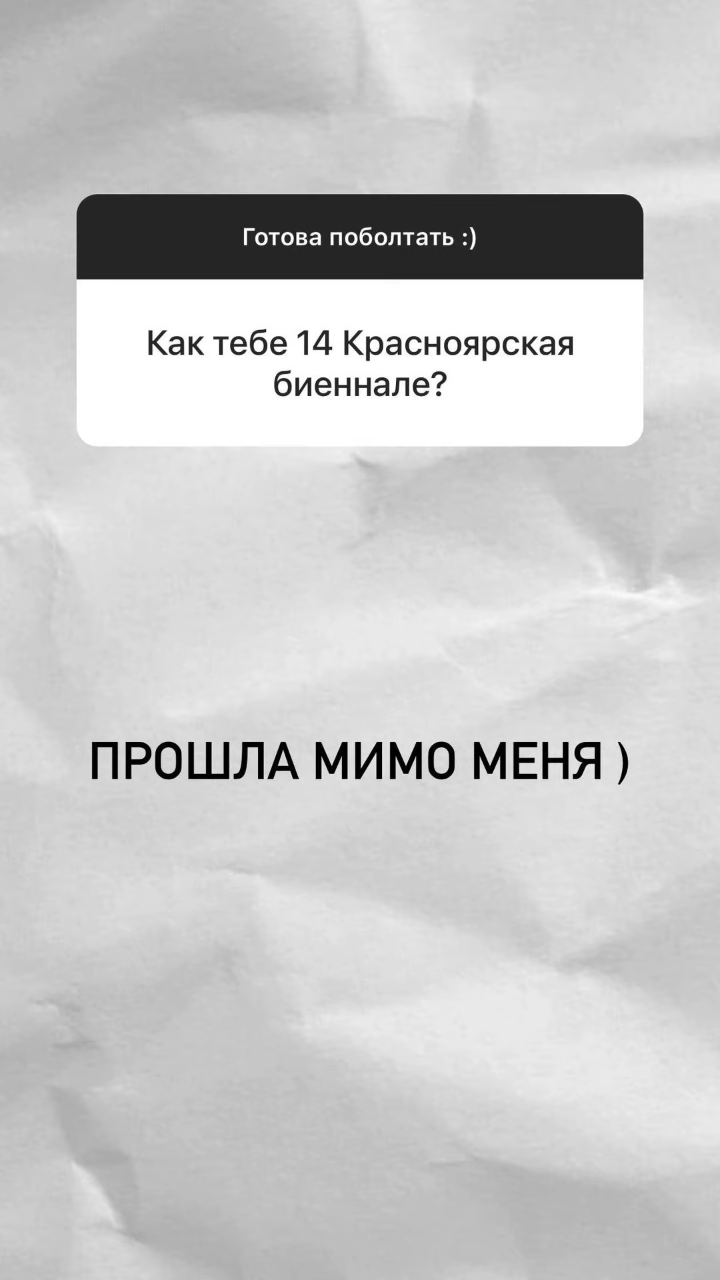 Готова поболтать :)
Как тебе 14 Красноярская
биеннале?
ПРОШЛА МИМО МЕНЯ )